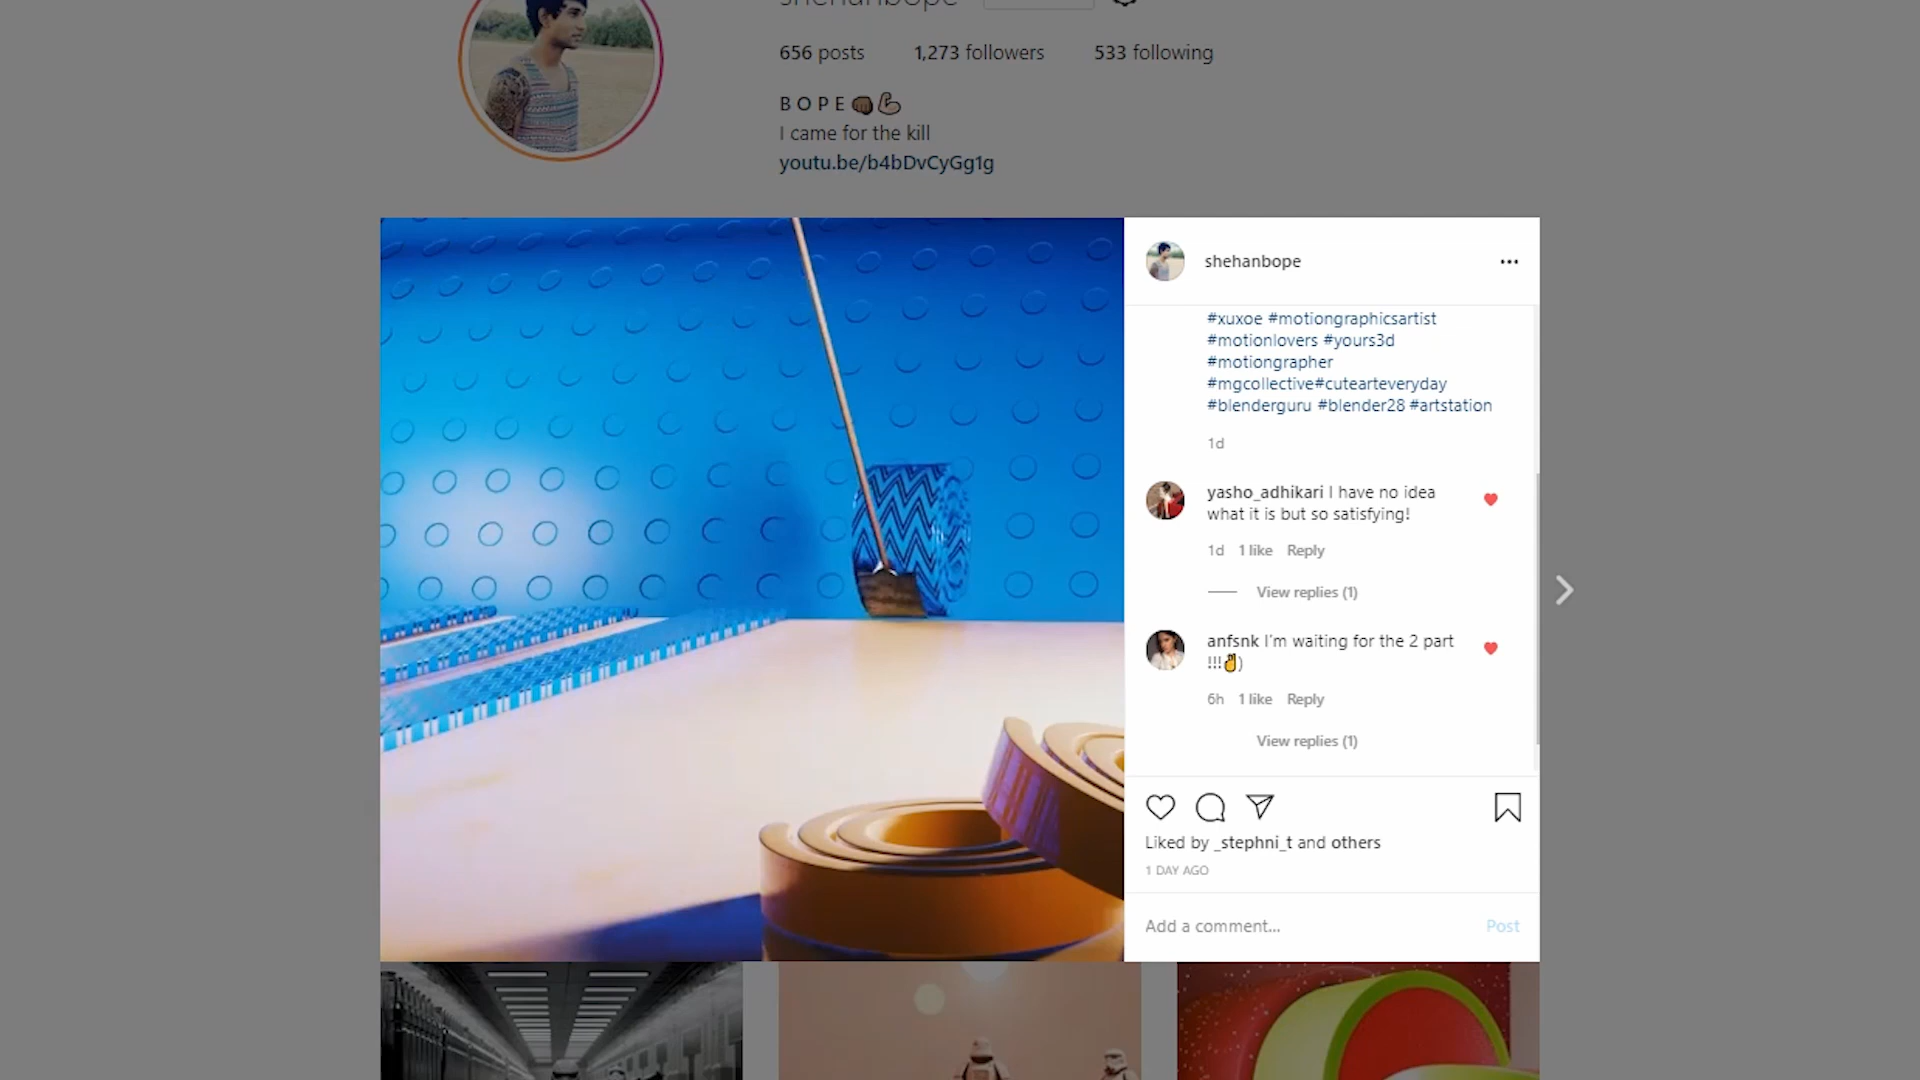 shehanbope
656 posts 1,273 followers 533 following
B O P E👊🏾💪🏽
I came for the kill
youtu.be/b4bDvCyGg1g
shehanbope
#xuxoe #motiongraphicsartist
#motionlovers #yours3d
#motiongrapher
#mgcollective#cutearteveryday
#blenderguru #blender28 #artstation
1d
yasho_adhikari I have no idea
what it is but so satisfying!
1d 1 like Reply
View replies (1)
anfsnk I'm waiting for the 2 part
!!!✌)
6h 1 like Reply
View replies (1)
Liked by _stephni_t and others
1 DAY AGO
Add a comment... Post